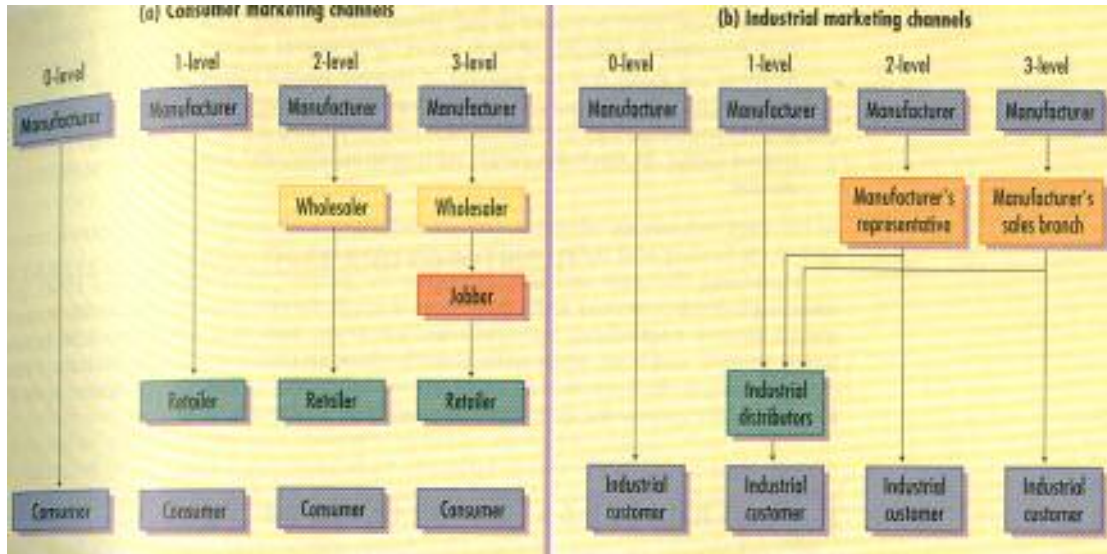 (a) Consumer marketing channels
(b) Industrial marketing channels
0-level
1-level
2-level
3-level
0-level
1-level
2-level
3-level
Manufacturer
Manufacturer
Manufacturer
Manufacturer
Manufacturer
Manufacturer
Manufacturer
Manufacturer
Wholesaler
Wholesaler
Manufacturer's
representative
Manufacturer's
sales branch
Jobber
Retailer
Retailer
Retailer
Industrial
distributors
Consumer
Consumer
Consumer
Consumer
Industrial
customer
Industrial
customer
Industrial
customer
Industrial
customer